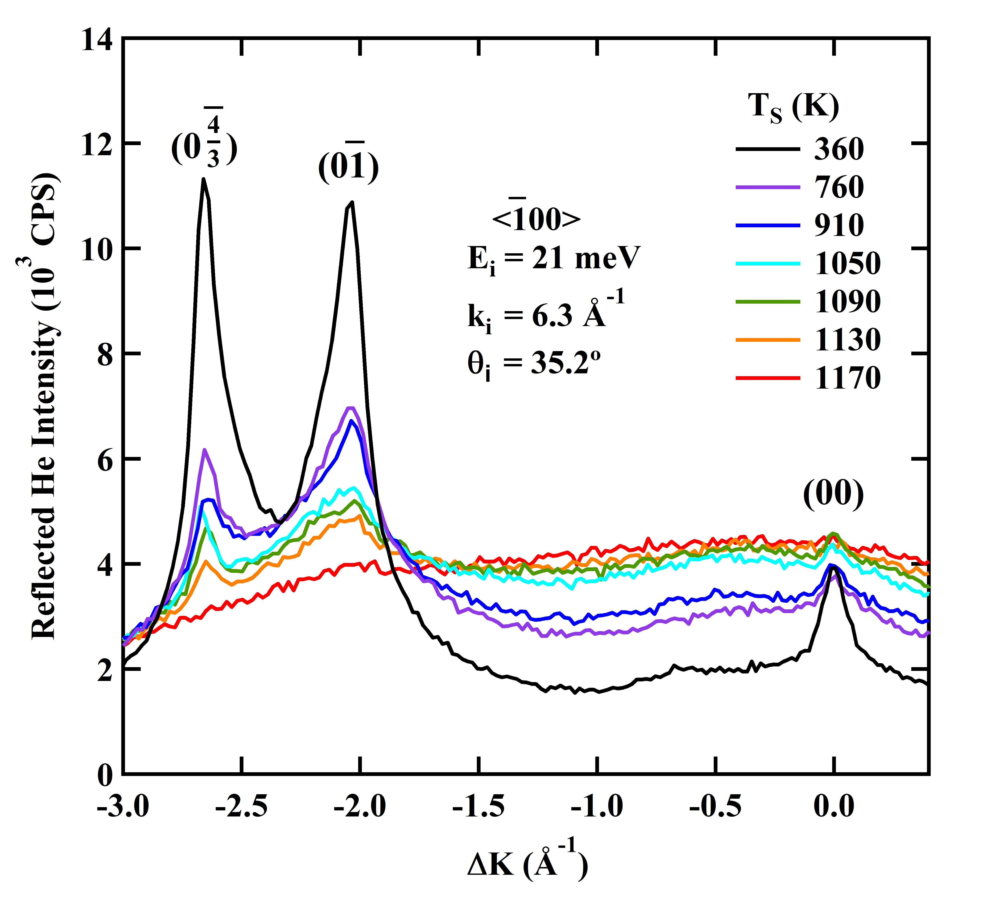 Reflected He Intensity (10³ CPS)
14
12
10
8
6
4
2
0
(0 4̅/3)
(01̅)
<1̅00>
Eᵢ = 21 meV
kᵢ = 6.3 Å⁻¹
θᵢ = 35.2º
(00)
T_S (K)
360
760
910
1050
1090
1130
1170
-3.0 -2.5 -2.0 -1.5 -1.0 -0.5 0.0
ΔK (Å⁻¹)